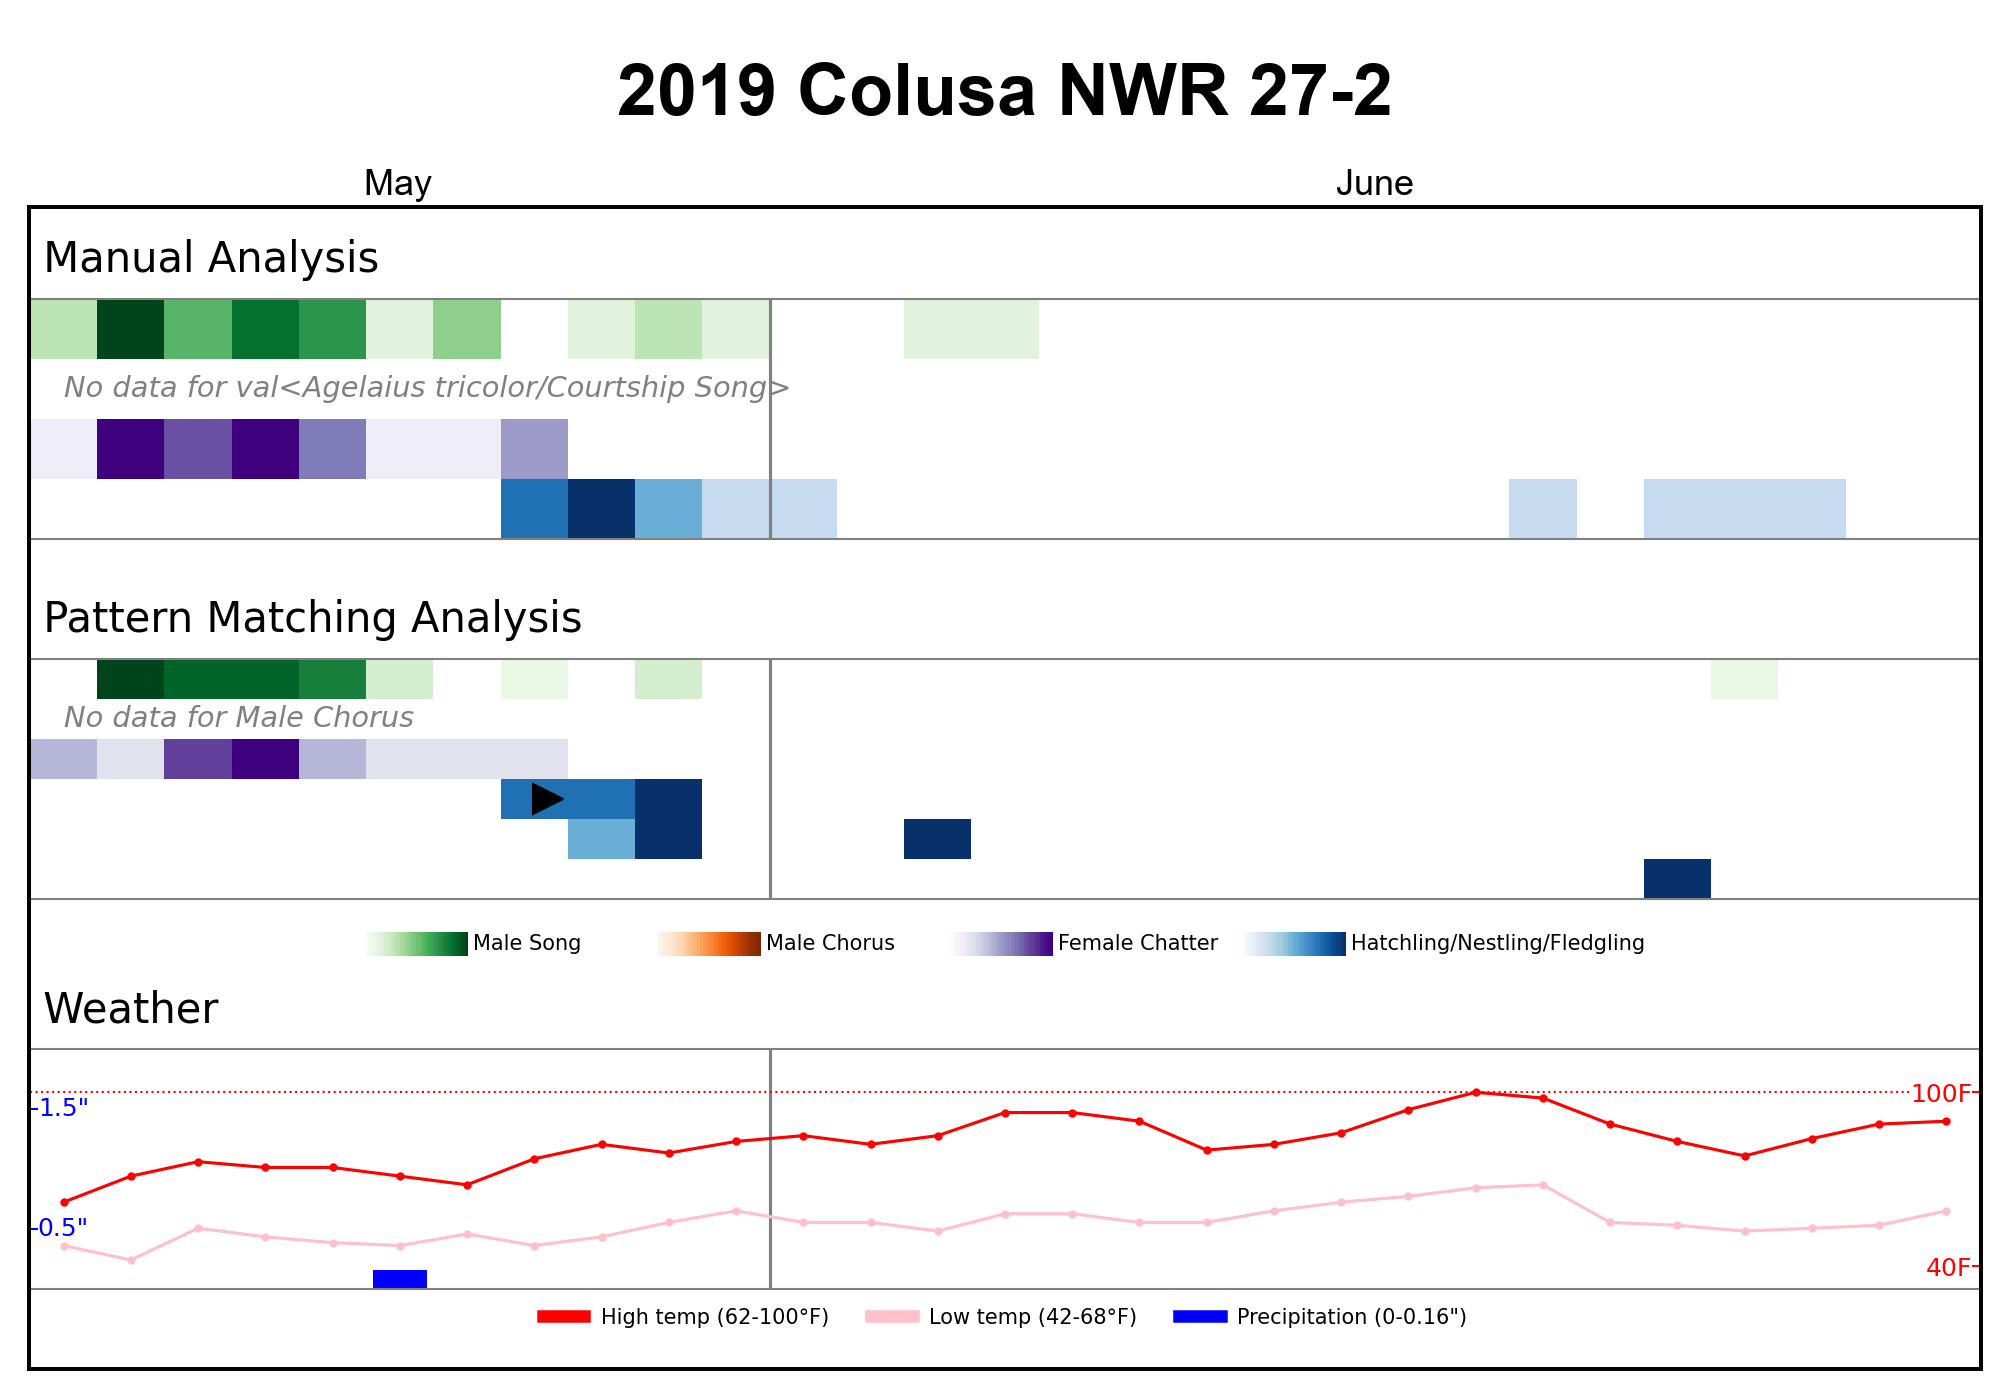 2019 Colusa NWR 27-2
May June
Manual Analysis
No data for val<Agelaius tricolor/Courtship Song>
Pattern Matching Analysis
No data for Male Chorus
Male Song Male Chorus Female Chatter Hatchling/Nestling/Fledgling
Weather
100F
1.5"
0.5"
40F
High temp (62-100°F) Low temp (42-68°F) Precipitation (0-0.16")